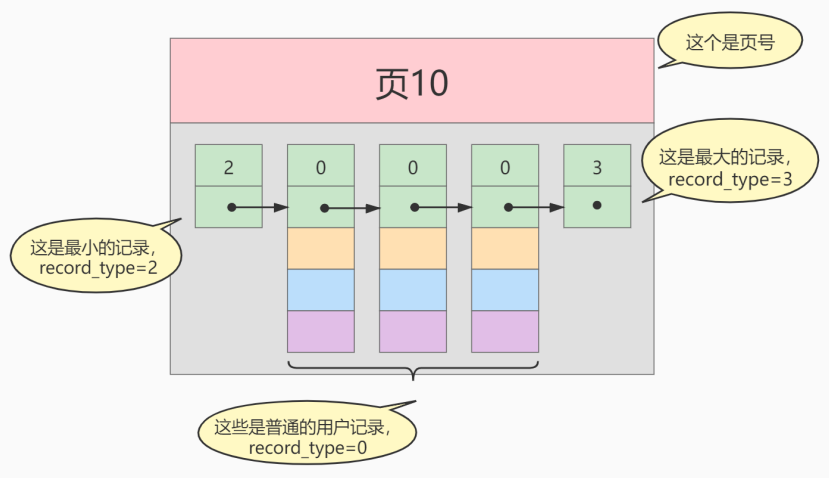 这个是页号
页10
这是最大的记录,
record_type=3
2 0 0 0 3
这是最小的记录,
record_type=2
这些是普通的用户记录,
record_type=0